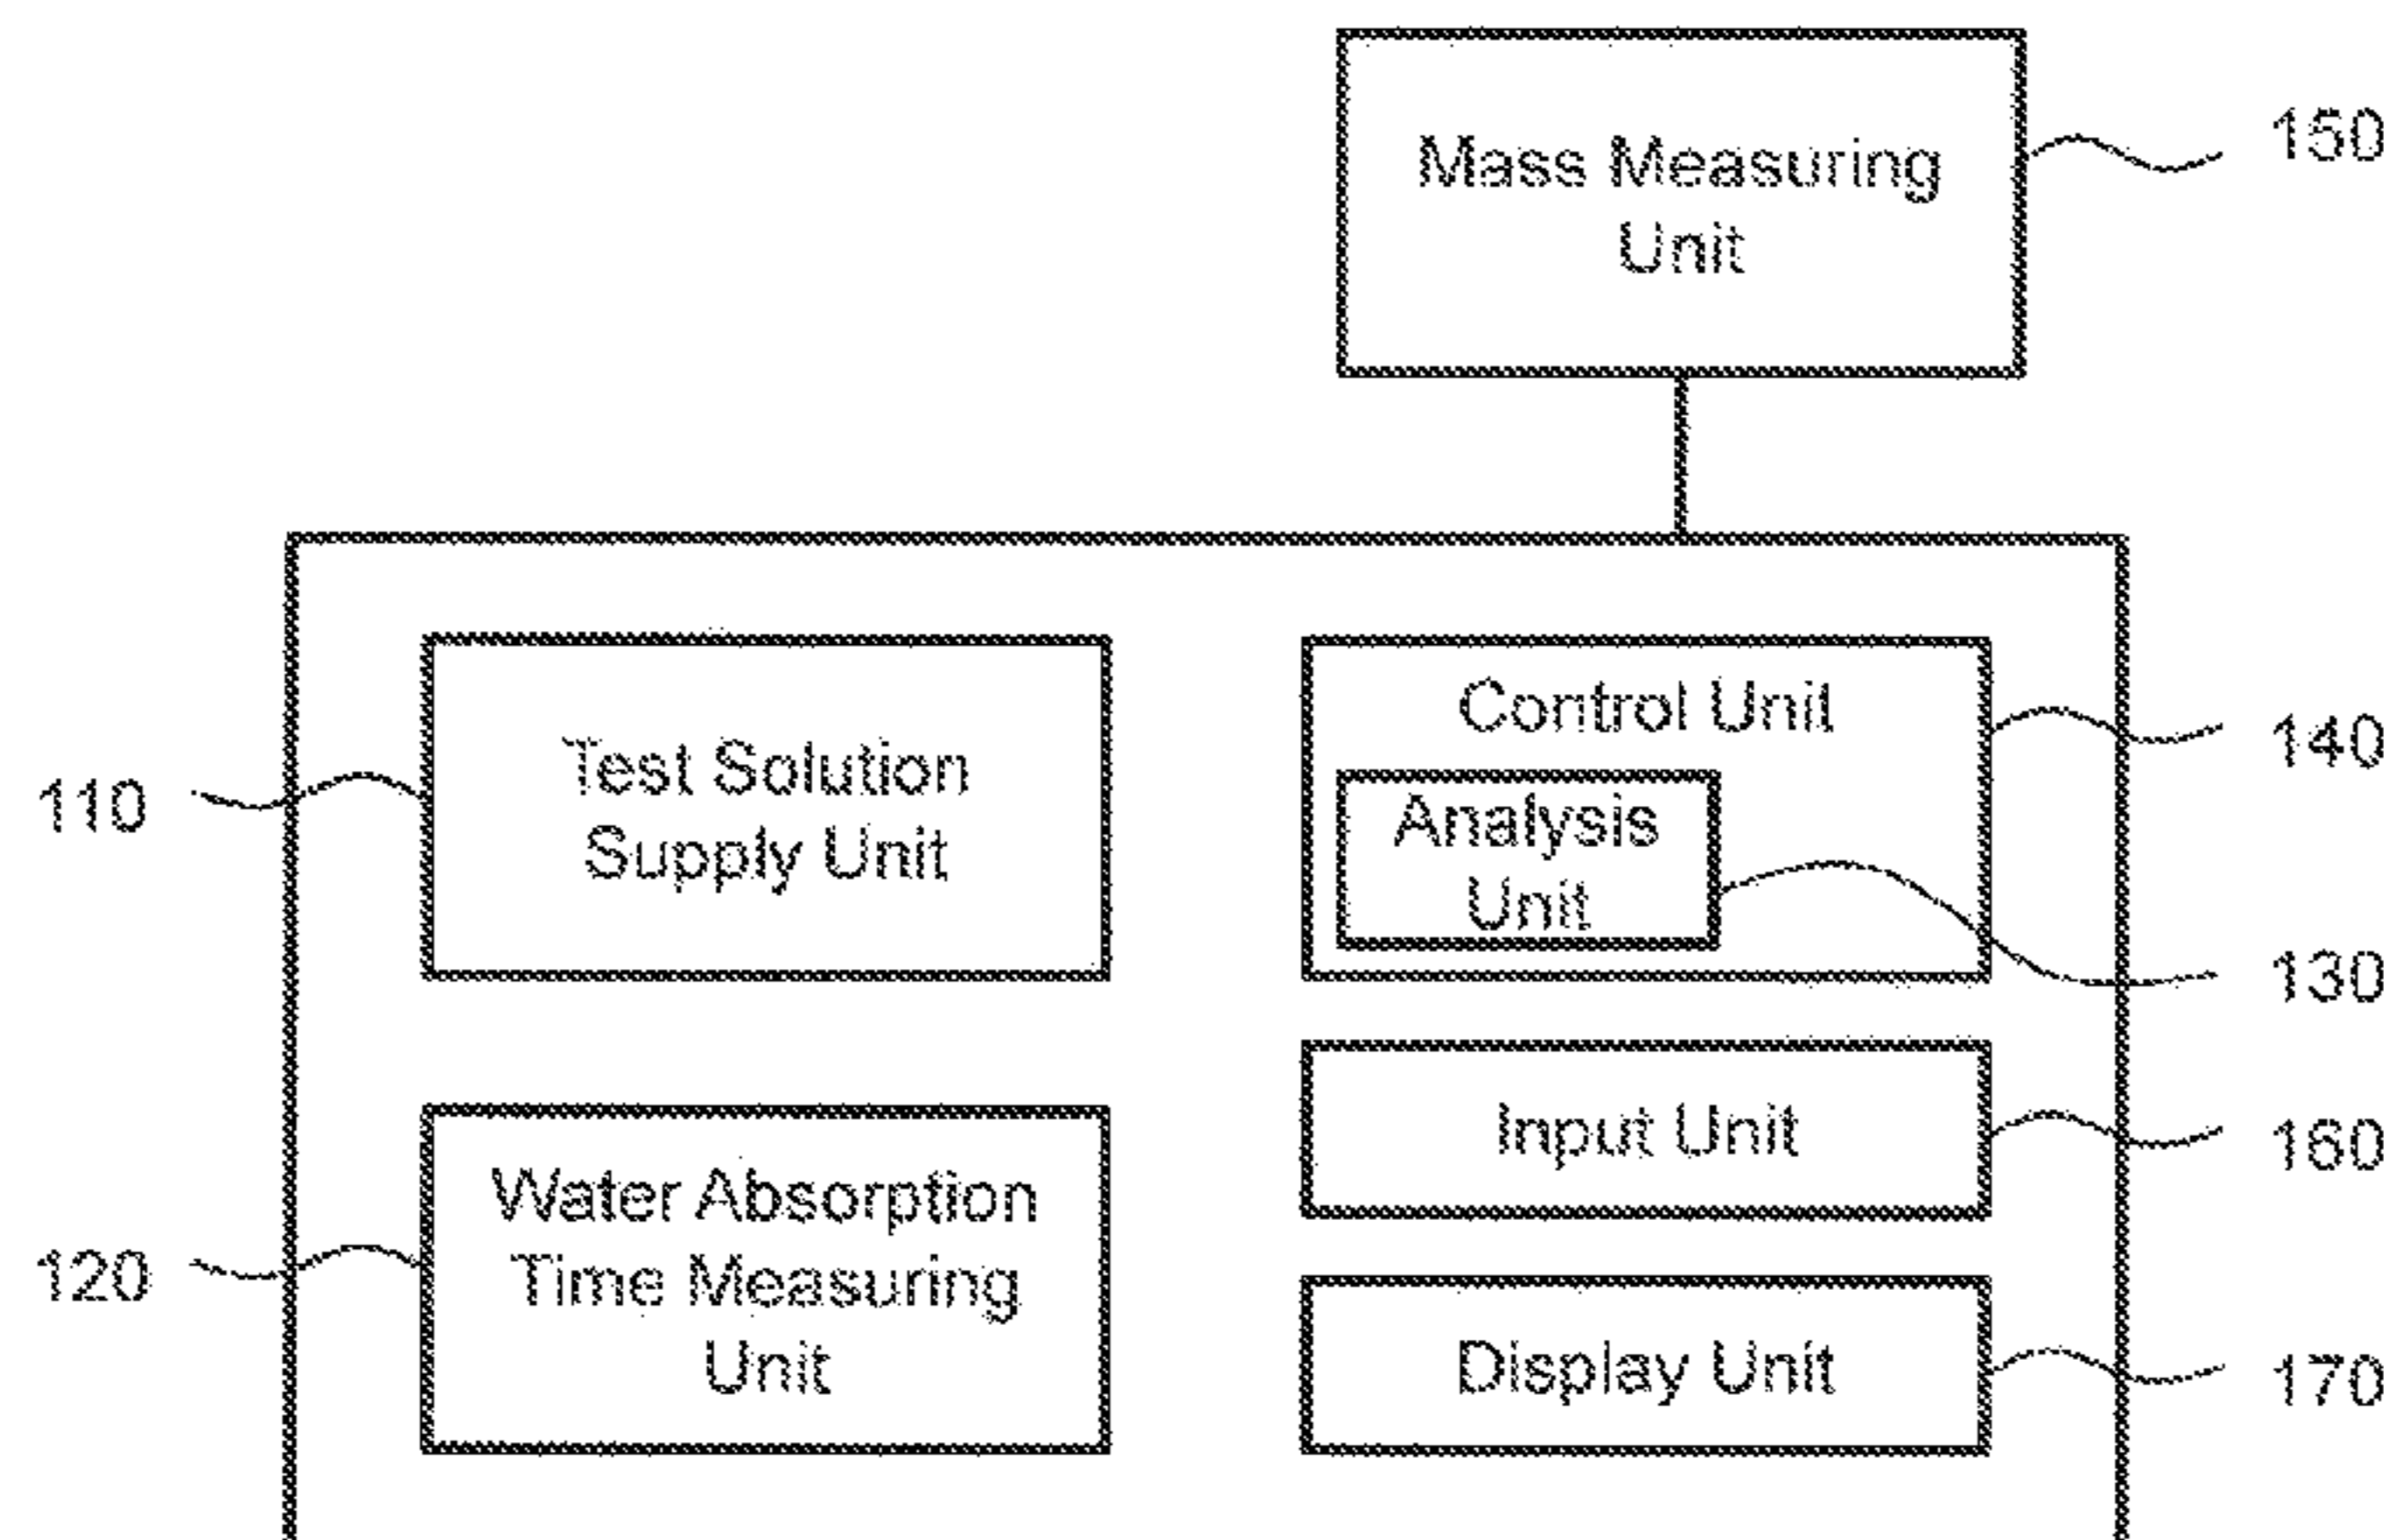 Mass Measuring
Unit
150
Test Solution
Supply Unit
110
Control Unit
140
Analysis
Unit
130
Water Absorption
Time Measuring
Unit
120
Input Unit
160
Display Unit
170